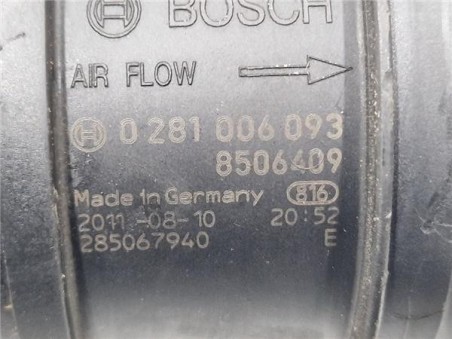 BOSCH
AIR FLOW
0 281 006 093
8506409
Made in Germany 816
2011-08-10 20:52
285067940 E